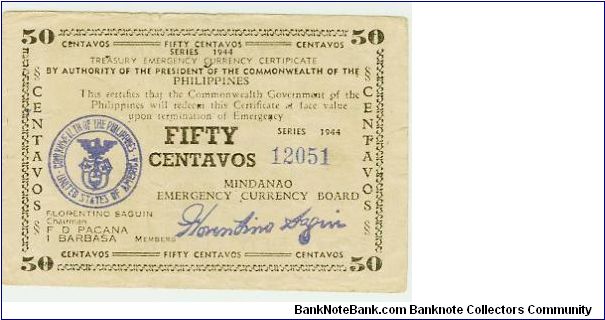 50 CENTAVOS FIFTY CENTAVOS CENTAVOS 50
SERIES 1944
TREASURY EMERGENCY CURRENCY CERTIFICATE
BY AUTHORITY OF THE PRESIDENT OF THE COMMONWEALTH OF THE
PHILIPPINES
This certifies that the Commonwealth Government of the
Philippines will redeem this Certificate at face value
upon termination of Emergency
CENTAVOS
CENTAVOS
COMMONWEALTH OF THE PHILIPPINES
UNITED STATES OF AMERICA
FIFTY
CENTAVOS
SERIES 1944
12051
MINDANAO
EMERGENCY CURRENCY BOARD
FLORENTINO SAGUIN
Chairman
F D PACANA
I BARBASA MEMBERS
Florentino Saguin
50 CENTAVOS FIFTY CENTAVOS CENTAVOS 50
BankNoteBank.com Banknote Collectors Community